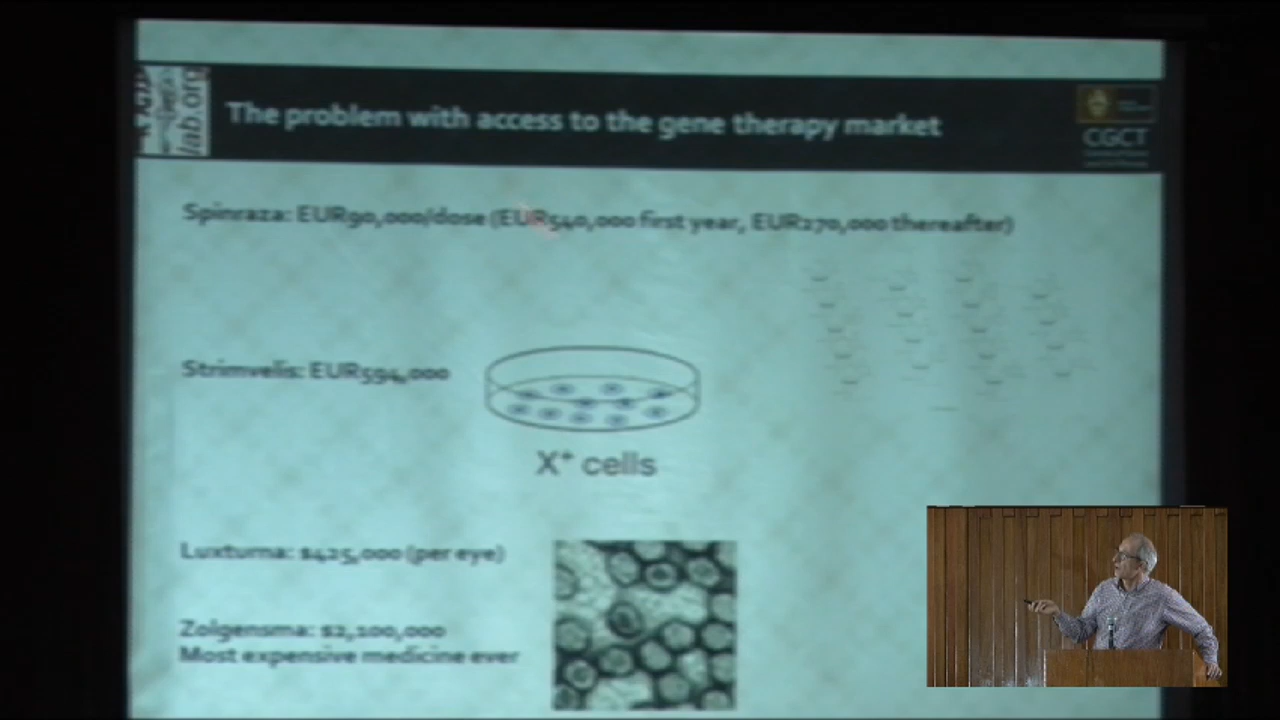 lab.org
The problem with access to the gene therapy market
CGCT
Spinraza: EUR90,000/dose (EUR540,000 first year, EUR270,000 thereafter)
Strimvelis: EUR594,000
X⁺ cells
Luxturna: $425,000 (per eye)
Zolgensma: $2,100,000
Most expensive medicine ever